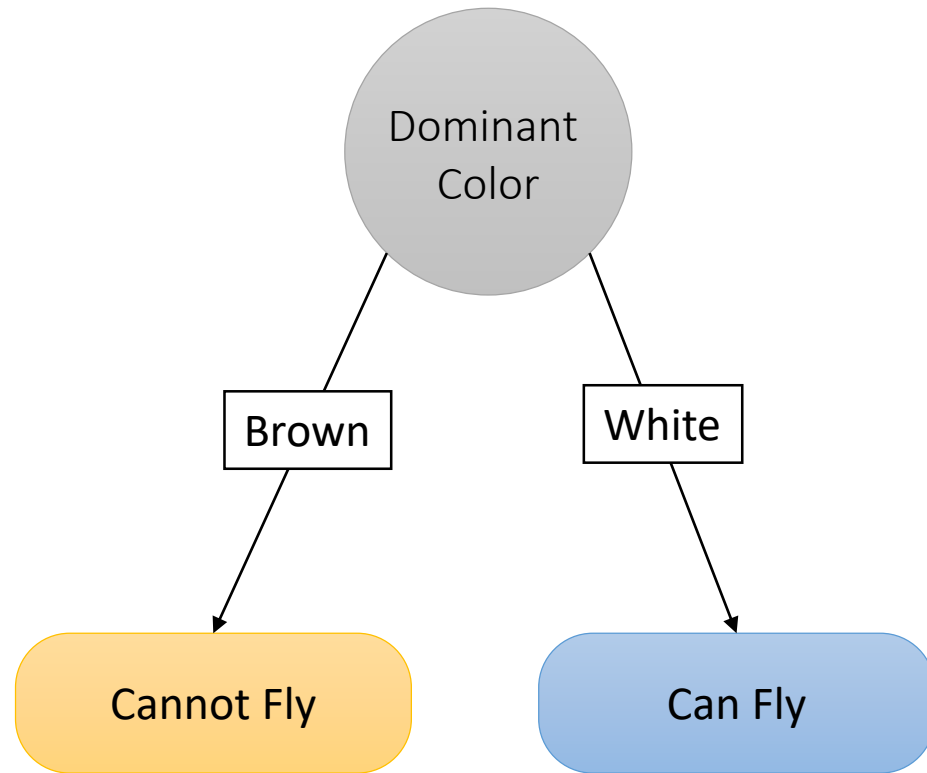 Dominant
Color
Brown
White
Cannot Fly
Can Fly